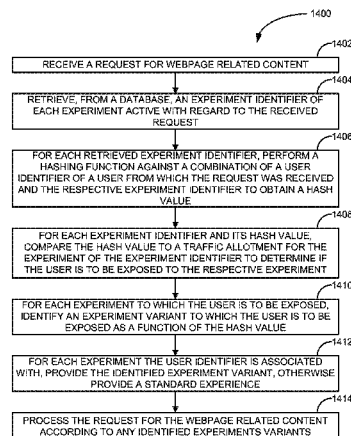 1400
1402
RECEIVE A REQUEST FOR WEBPAGE RELATED CONTENT
1404
RETRIEVE, FROM A DATABASE, AN EXPERIMENT IDENTIFIER OF
EACH EXPERIMENT ACTIVE WITH REGARD TO THE RECEIVED
REQUEST
1406
FOR EACH RETRIEVED EXPERIMENT IDENTIFIER, PERFORM A
HASHING FUNCTION AGAINST A COMBINATION OF A USER
IDENTIFIER OF A USER FROM WHICH THE REQUEST WAS RECEIVED
AND THE RESPECTIVE EXPERIMENT IDENTIFIER TO OBTAIN A HASH
VALUE
1408
FOR EACH EXPERIMENT IDENTIFIER AND ITS HASH VALUE,
COMPARE THE HASH VALUE TO A TRAFFIC ALLOTMENT FOR THE
EXPERIMENT OF THE EXPERIMENT IDENTIFIER TO DETERMINE IF
THE USER IS TO BE EXPOSED TO THE RESPECTIVE EXPERIMENT
1410
FOR EACH EXPERIMENT TO WHICH THE USER IS TO BE EXPOSED,
IDENTIFY AN EXPERIMENT VARIANT TO WHICH THE USER IS TO BE
EXPOSED AS A FUNCTION OF THE HASH VALUE
1412
FOR EACH EXPERIMENT THE USER IDENTIFIER IS ASSOCIATED
WITH, PROVIDE THE IDENTIFIED EXPERIMENT VARIANT, OTHERWISE
PROVIDE A STANDARD EXPERIENCE
1414
PROCESS THE REQUEST FOR THE WEBPAGE RELATED CONTENT
ACCORDING TO ANY IDENTIFIED EXPERIMENTS VARIANTS